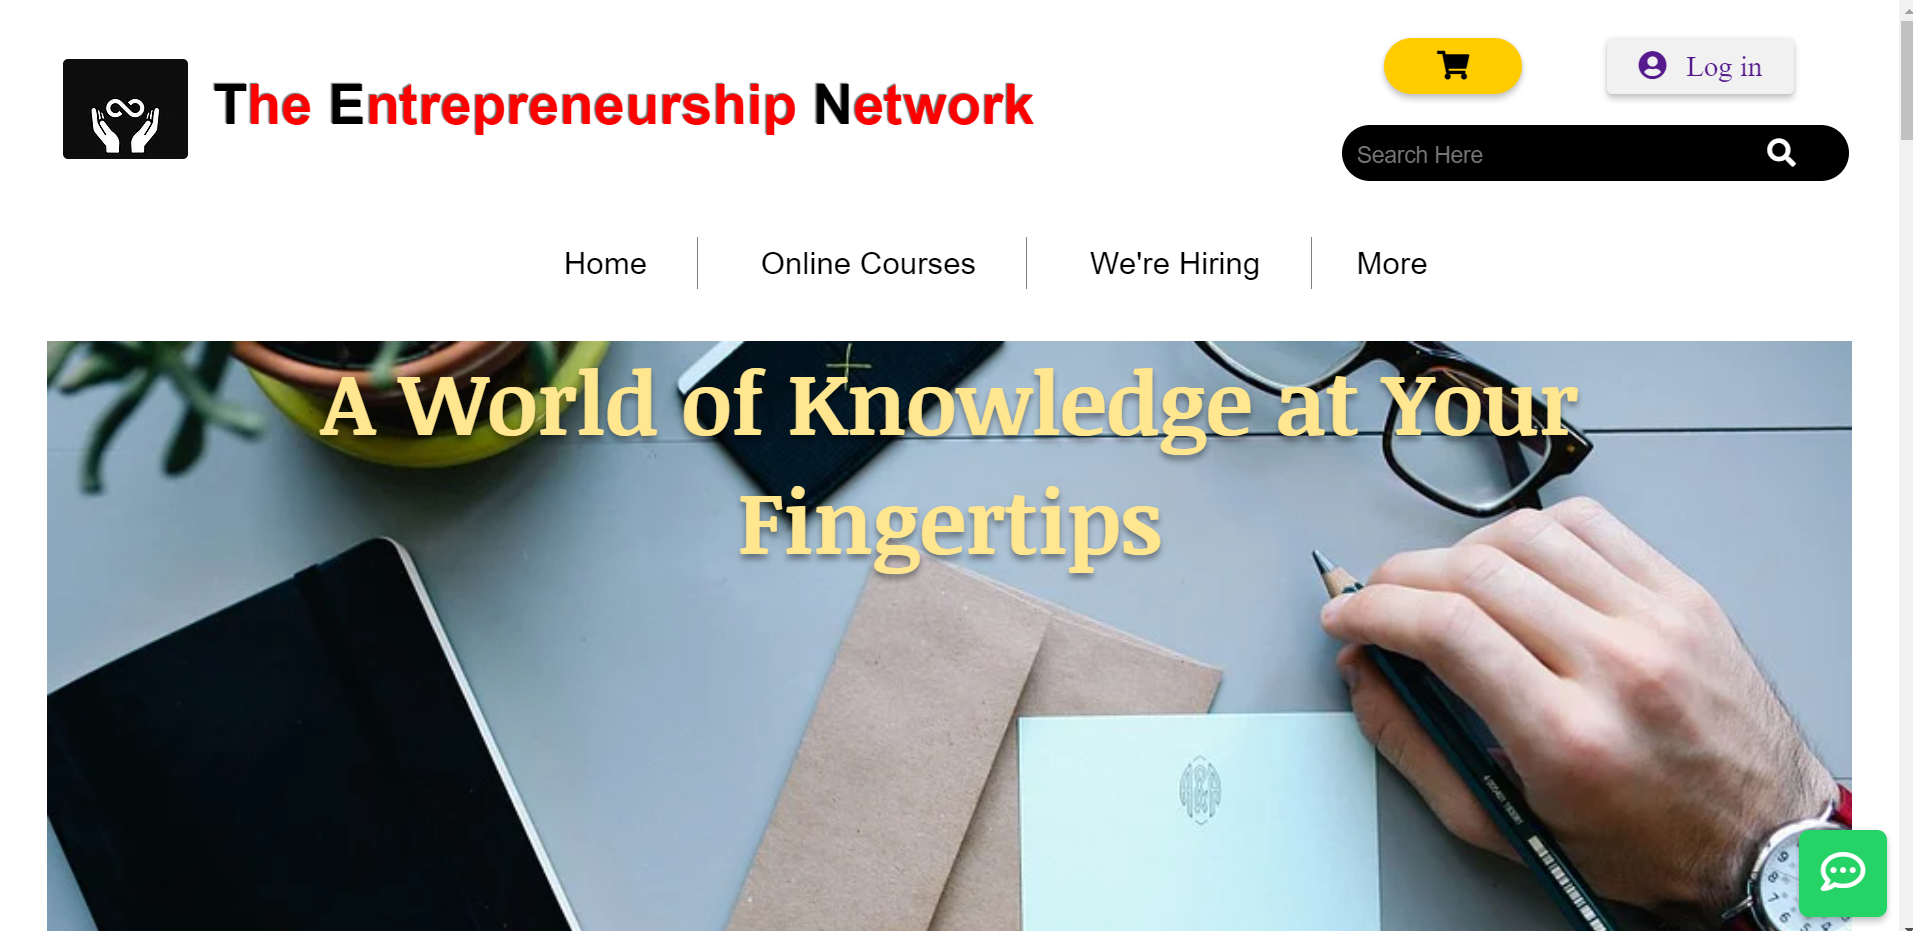 The Entrepreneurship Network
Log in
Search Here
Home
Online Courses
We're Hiring
More
A World of Knowledge at Your
Fingertips